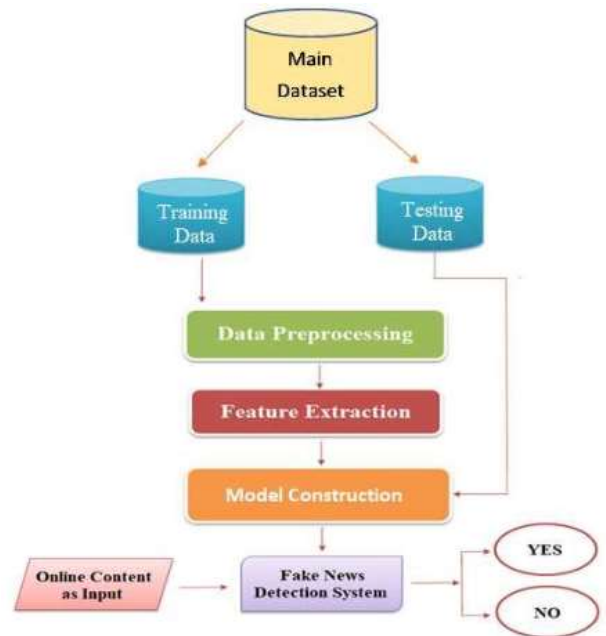 Main
Dataset
Training
Data
Testing
Data
Data Preprocessing
Feature Extraction
Model Construction
Online Content
as Input
Fake News
Detection System
YES
NO